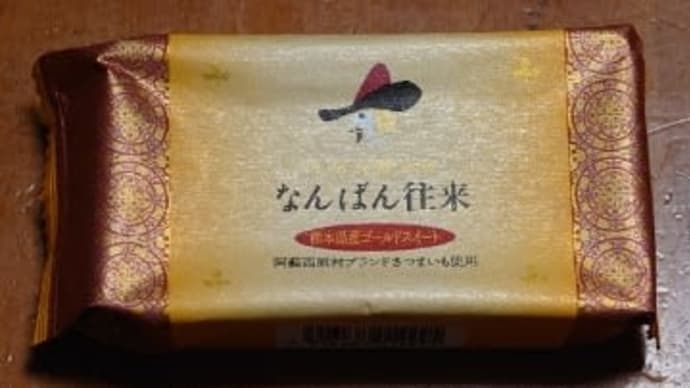 なんばん往来
熊本県産ゴールドスイート
阿蘇西原村ブランドさつまいも使用